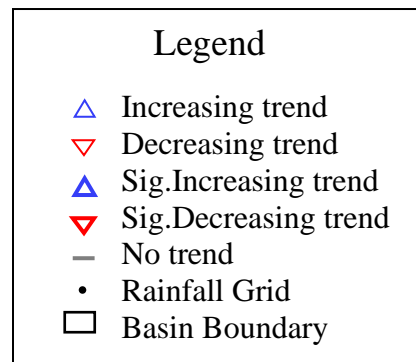 Legend
Increasing trend
Decreasing trend
Sig.Increasing trend
Sig.Decreasing trend
No trend
Rainfall Grid
Basin Boundary